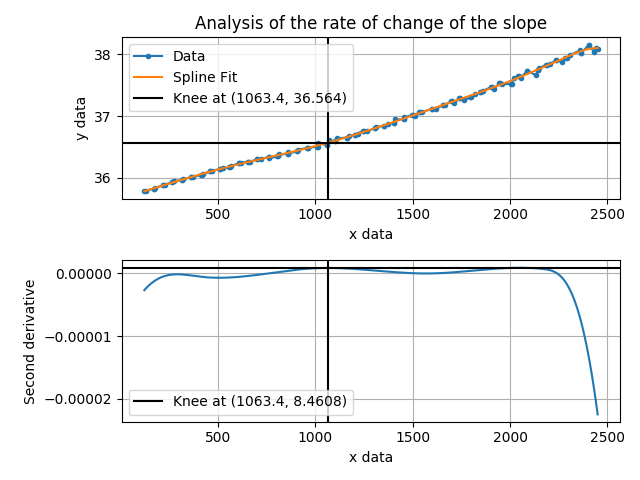 Analysis of the rate of change of the slope
38
37
36
y data
Data
Spline Fit
Knee at (1063.4, 36.564)
500
1000
1500
2000
2500
x data
0.00000
−0.00001
−0.00002
Second derivative
Knee at (1063.4, 8.4608)
500
1000
1500
2000
2500
x data